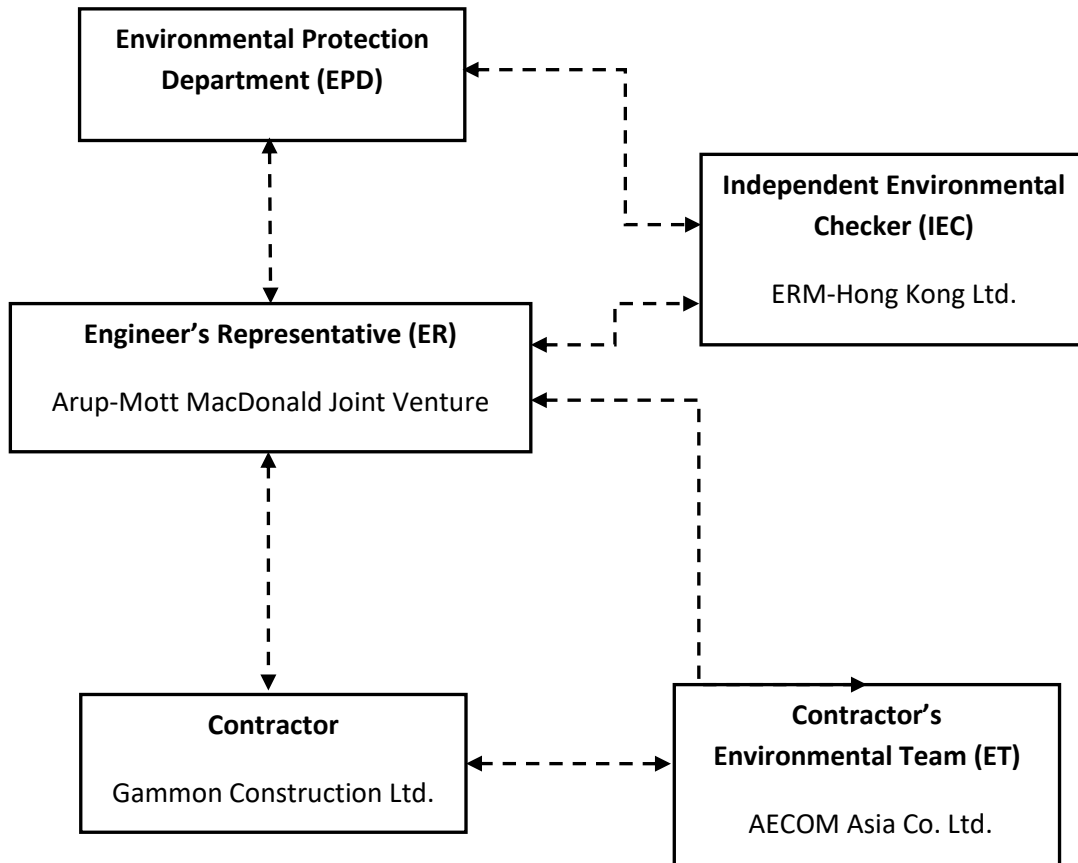 Environmental Protection
Department (EPD)
Independent Environmental
Checker (IEC)
ERM-Hong Kong Ltd.
Engineer’s Representative (ER)
Arup-Mott MacDonald Joint Venture
Contractor
Gammon Construction Ltd.
Contractor’s
Environmental Team (ET)
AECOM Asia Co. Ltd.